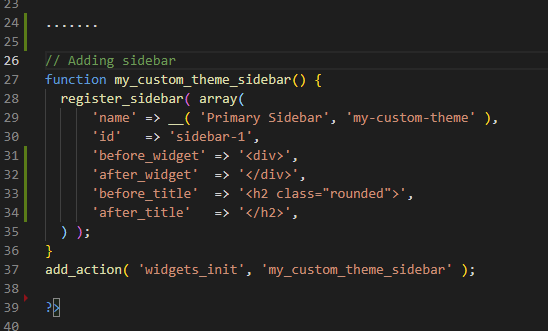 23
24 .......
25
26 // Adding sidebar
27 function my_custom_theme_sidebar() {
28   register_sidebar( array(
29       'name' => __( 'Primary Sidebar', 'my-custom-theme' ),
30       'id'   => 'sidebar-1',
31       'before_widget' => '<div>',
32       'after_widget'  => '</div>',
33       'before_title'  => '<h2 class="rounded">',
34       'after_title'   => '</h2>',
35   ) );
36 }
37 add_action( 'widgets_init', 'my_custom_theme_sidebar' );
38
39 ?>
40